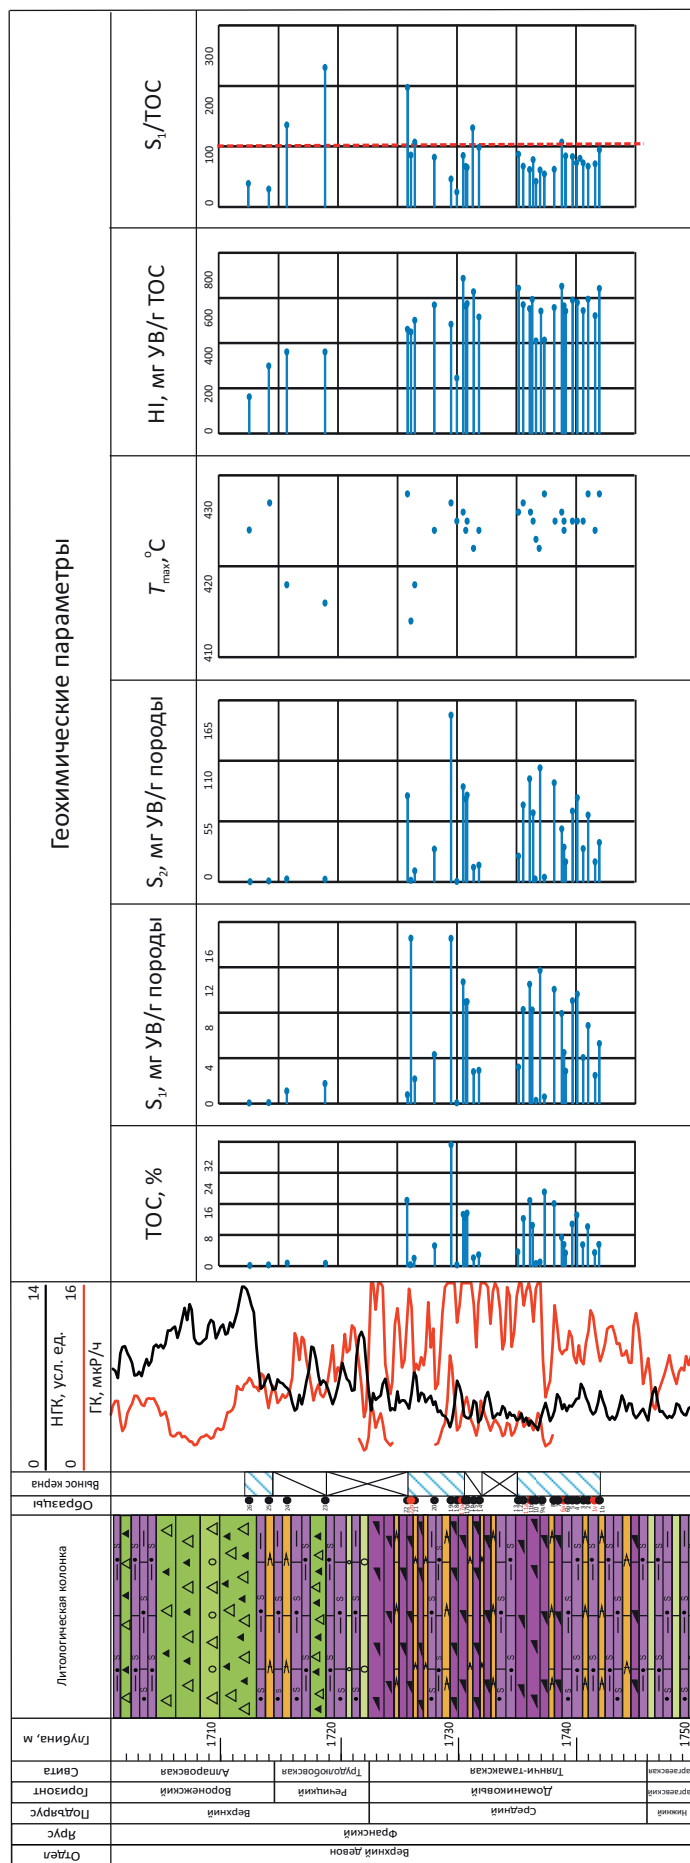 Геохимические параметры
S₁/TOC
0 100 200 300
HI, мг УВ/г TOC
0 200 400 600 800
Tmax, °C
410 420 430
S₂, мг УВ/г породы
0 55 110 165
S₁, мг УВ/г породы
0 4 8 12 16
TOC, %
0 8 16 24 32
0 14
НГК, усл. ед.
0 16
ГК, мкР/ч
Вынос керна
Образцы
26 25 24 23
Литологическая колонка
Глубина, м
1710 1720 1730 1740 1750
Свита
Алпаровская
Трудолюбовская
Тлянчи-тамакская
Горизонт
Воронежский
Речицкий
Доманиковый
Подъярус
Верхний
Средний
Нижний
Ярус
Франский
Отдел
Верхний девон